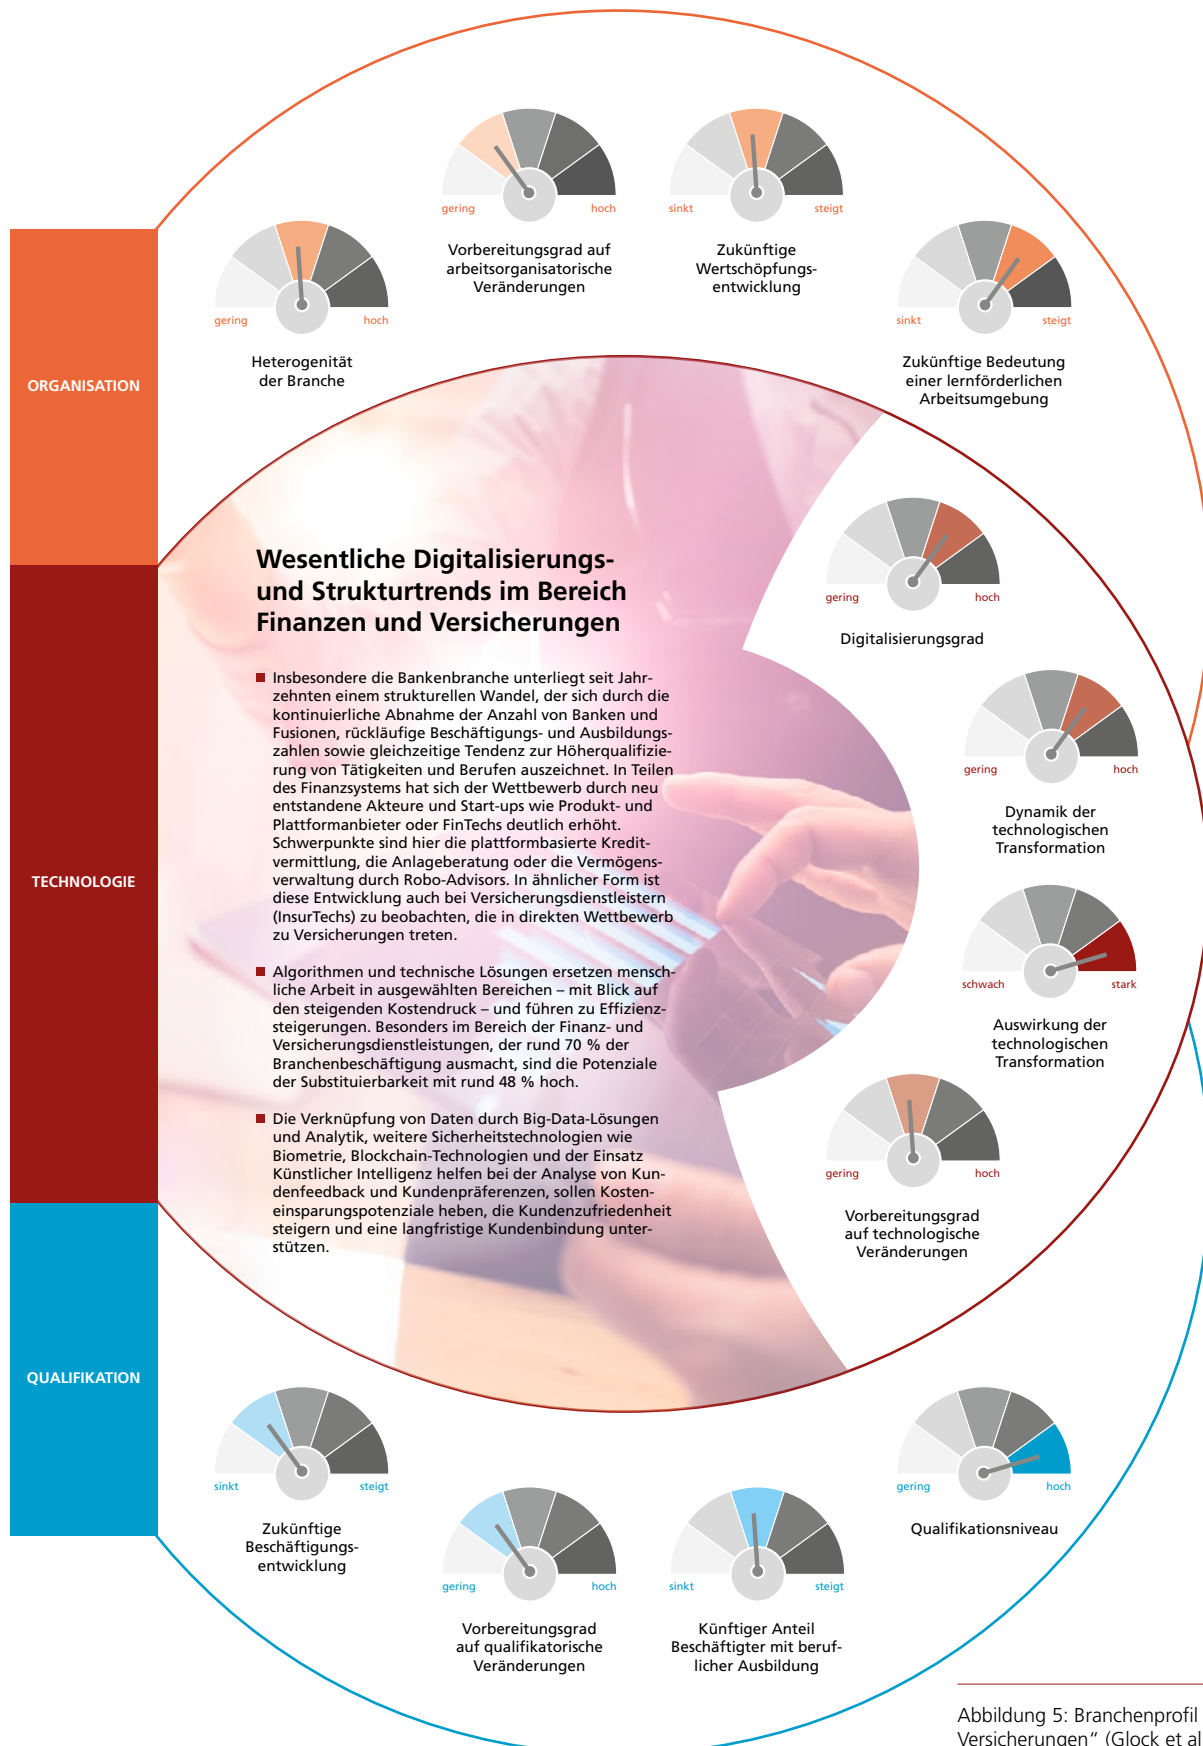 gering
hoch
Vorbereitungsgrad auf
arbeitsorganisatorische
Veränderungen
sinkt
steigt
Zukünftige
Wertschöpfungs-
entwicklung
gering
hoch
Heterogenität
der Branche
sinkt
steigt
Zukünftige Bedeutung
einer lernförderlichen
Arbeitsumgebung
ORGANISATION
TECHNOLOGIE
QUALIFIKATION
Wesentliche Digitalisierungs-
und Strukturtrends im Bereich
Finanzen und Versicherungen
Insbesondere die Bankenbranche unterliegt seit Jahr-
zehnten einem strukturellen Wandel, der sich durch die
kontinuierliche Abnahme der Anzahl von Banken und
Fusionen, rückläufige Beschäftigungs- und Ausbildungs-
zahlen sowie gleichzeitige Tendenz zur Höherqualifizie-
rung von Tätigkeiten und Berufen auszeichnet. In Teilen
des Finanzsystems hat sich der Wettbewerb durch neu
entstandene Akteure und Start-ups wie Produkt- und
Plattformanbieter oder FinTechs deutlich erhöht.
Schwerpunkte sind hier die plattformbasierte Kredit-
vermittlung, die Anlageberatung oder die Vermögens-
verwaltung durch Robo-Advisors. In ähnlicher Form ist
diese Entwicklung auch bei Versicherungsdienstleistern
(InsurTechs) zu beobachten, die in direkten Wettbewerb
zu Versicherungen treten.
Algorithmen und technische Lösungen ersetzen mensch-
liche Arbeit in ausgewählten Bereichen – mit Blick auf
den steigenden Kostendruck – und führen zu Effizienz-
steigerungen. Besonders im Bereich der Finanz- und
Versicherungsdienstleistungen, der rund 70 % der
Branchenbeschäftigung ausmacht, sind die Potenziale
der Substituierbarkeit mit rund 48 % hoch.
Die Verknüpfung von Daten durch Big-Data-Lösungen
und Analytik, weitere Sicherheitstechnologien wie
Biometrie, Blockchain-Technologien und der Einsatz
Künstlicher Intelligenz helfen bei der Analyse von Kun-
denfeedback und Kundenpräferenzen, sollen Kosten-
einsparungspotenziale heben, die Kundenzufriedenheit
steigern und eine langfristige Kundenbindung unter-
stützen.
gering
hoch
Digitalisierungsgrad
gering
hoch
Dynamik der
technologischen
Transformation
schwach
stark
Auswirkung der
technologischen
Transformation
gering
hoch
Vorbereitungsgrad
auf technologische
Veränderungen
sinkt
steigt
Zukünftige
Beschäftigungs-
entwicklung
gering
hoch
Vorbereitungsgrad
auf qualifikatorische
Veränderungen
sinkt
steigt
Künftiger Anteil
Beschäftigter mit beruf-
licher Ausbildung
gering
hoch
Qualifikationsniveau
Abbildung 5: Branchenprofil
Versicherungen“ (Glock et al